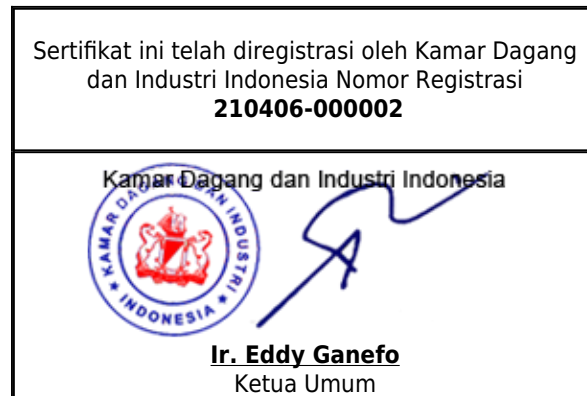 Sertifikat ini telah diregistrasi oleh Kamar Dagang
dan Industri Indonesia Nomor Registrasi
210406-000002
Kamar Dagang dan Industri Indonesia
KAMAR DAGANG DAN INDUSTRI
INDONESIA
Ir. Eddy Ganefo
Ketua Umum